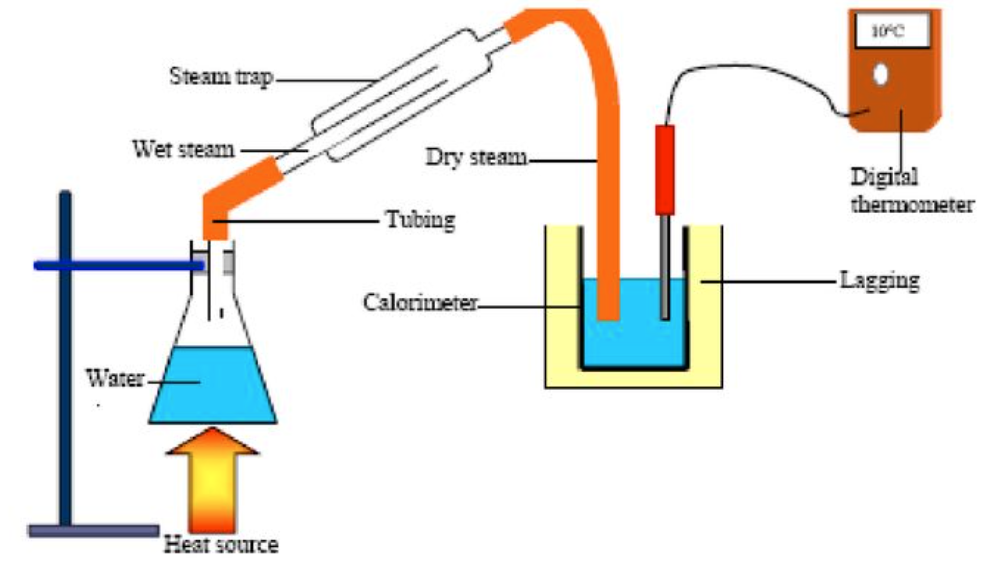 10°C
Steam trap
Wet steam
Dry steam
Digital
thermometer
Tubing
Lagging
Calorimeter
Water
Heat source